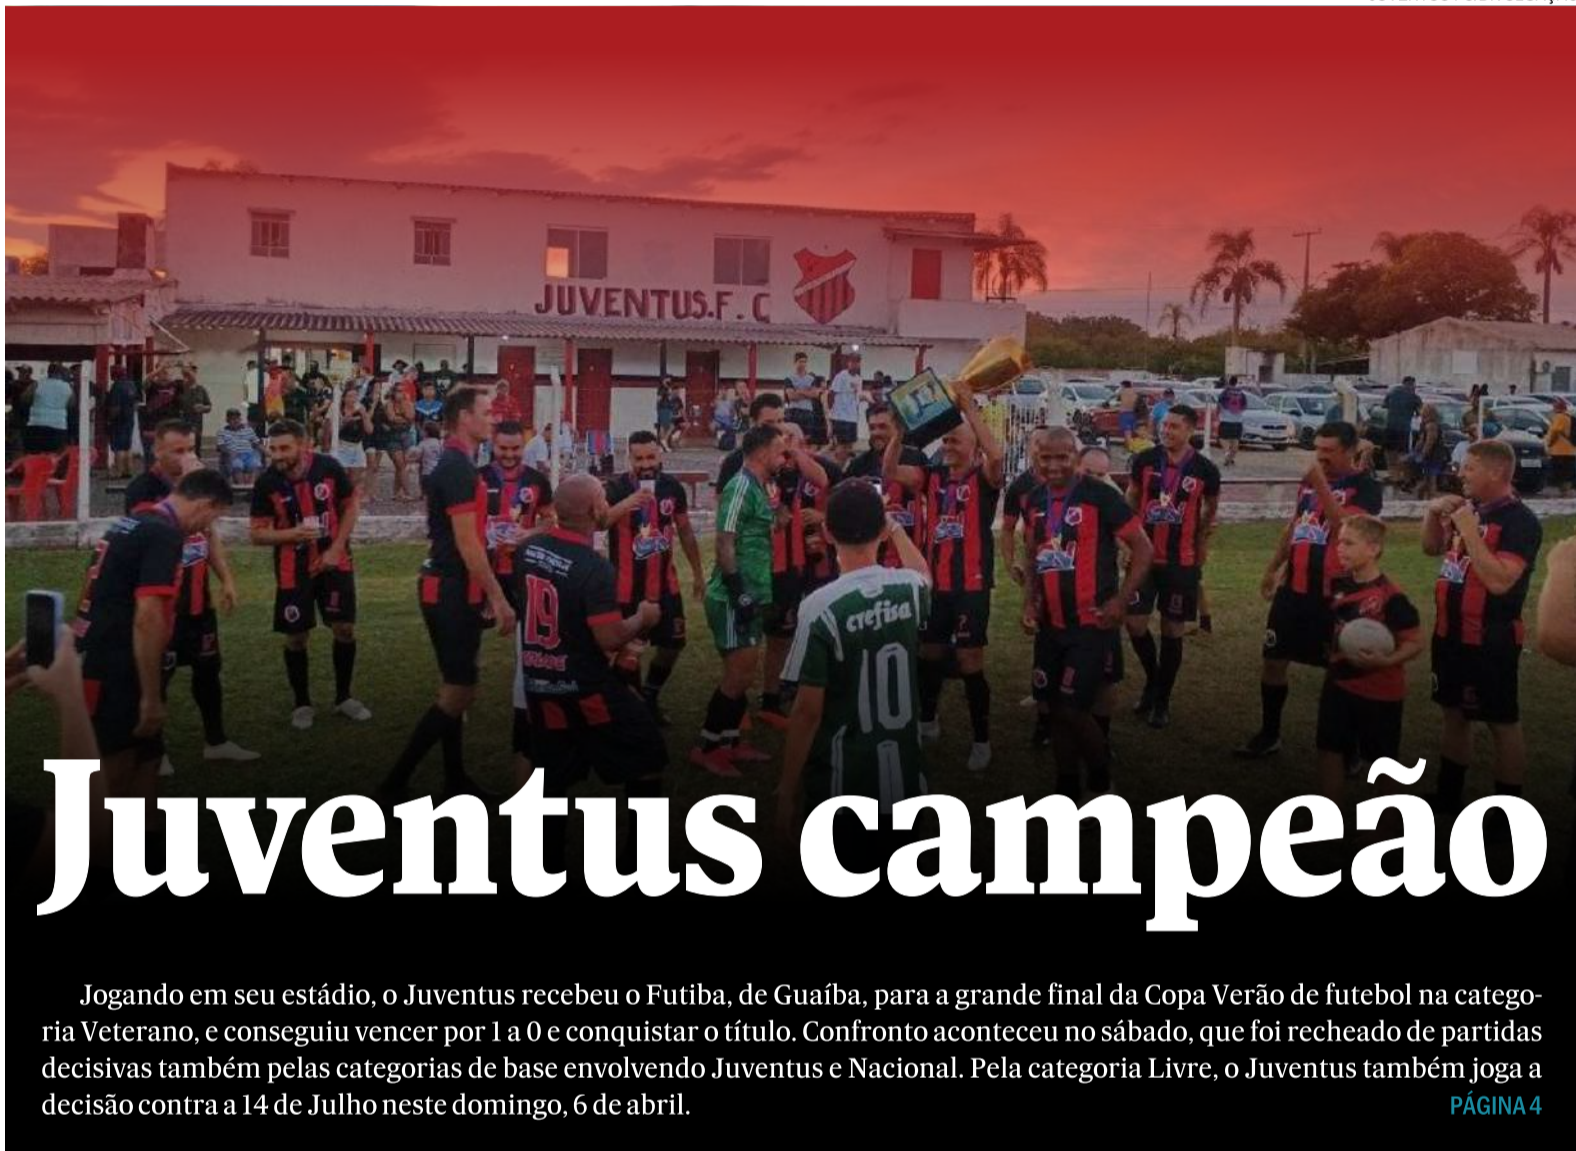 JUVENTUS.F.C
crefisa
10
19
Juventus campeão
Jogando em seu estádio, o Juventus recebeu o Futiba, de Guaíba, para a grande final da Copa Verão de futebol na catego-
ria Veterano, e conseguiu vencer por 1 a 0 e conquistar o título. Confronto aconteceu no sábado, que foi recheado de partidas
decisivas também pelas categorias de base envolvendo Juventus e Nacional. Pela categoria Livre, o Juventus também joga a
decisão contra a 14 de Julho neste domingo, 6 de abril.
PÁGINA 4